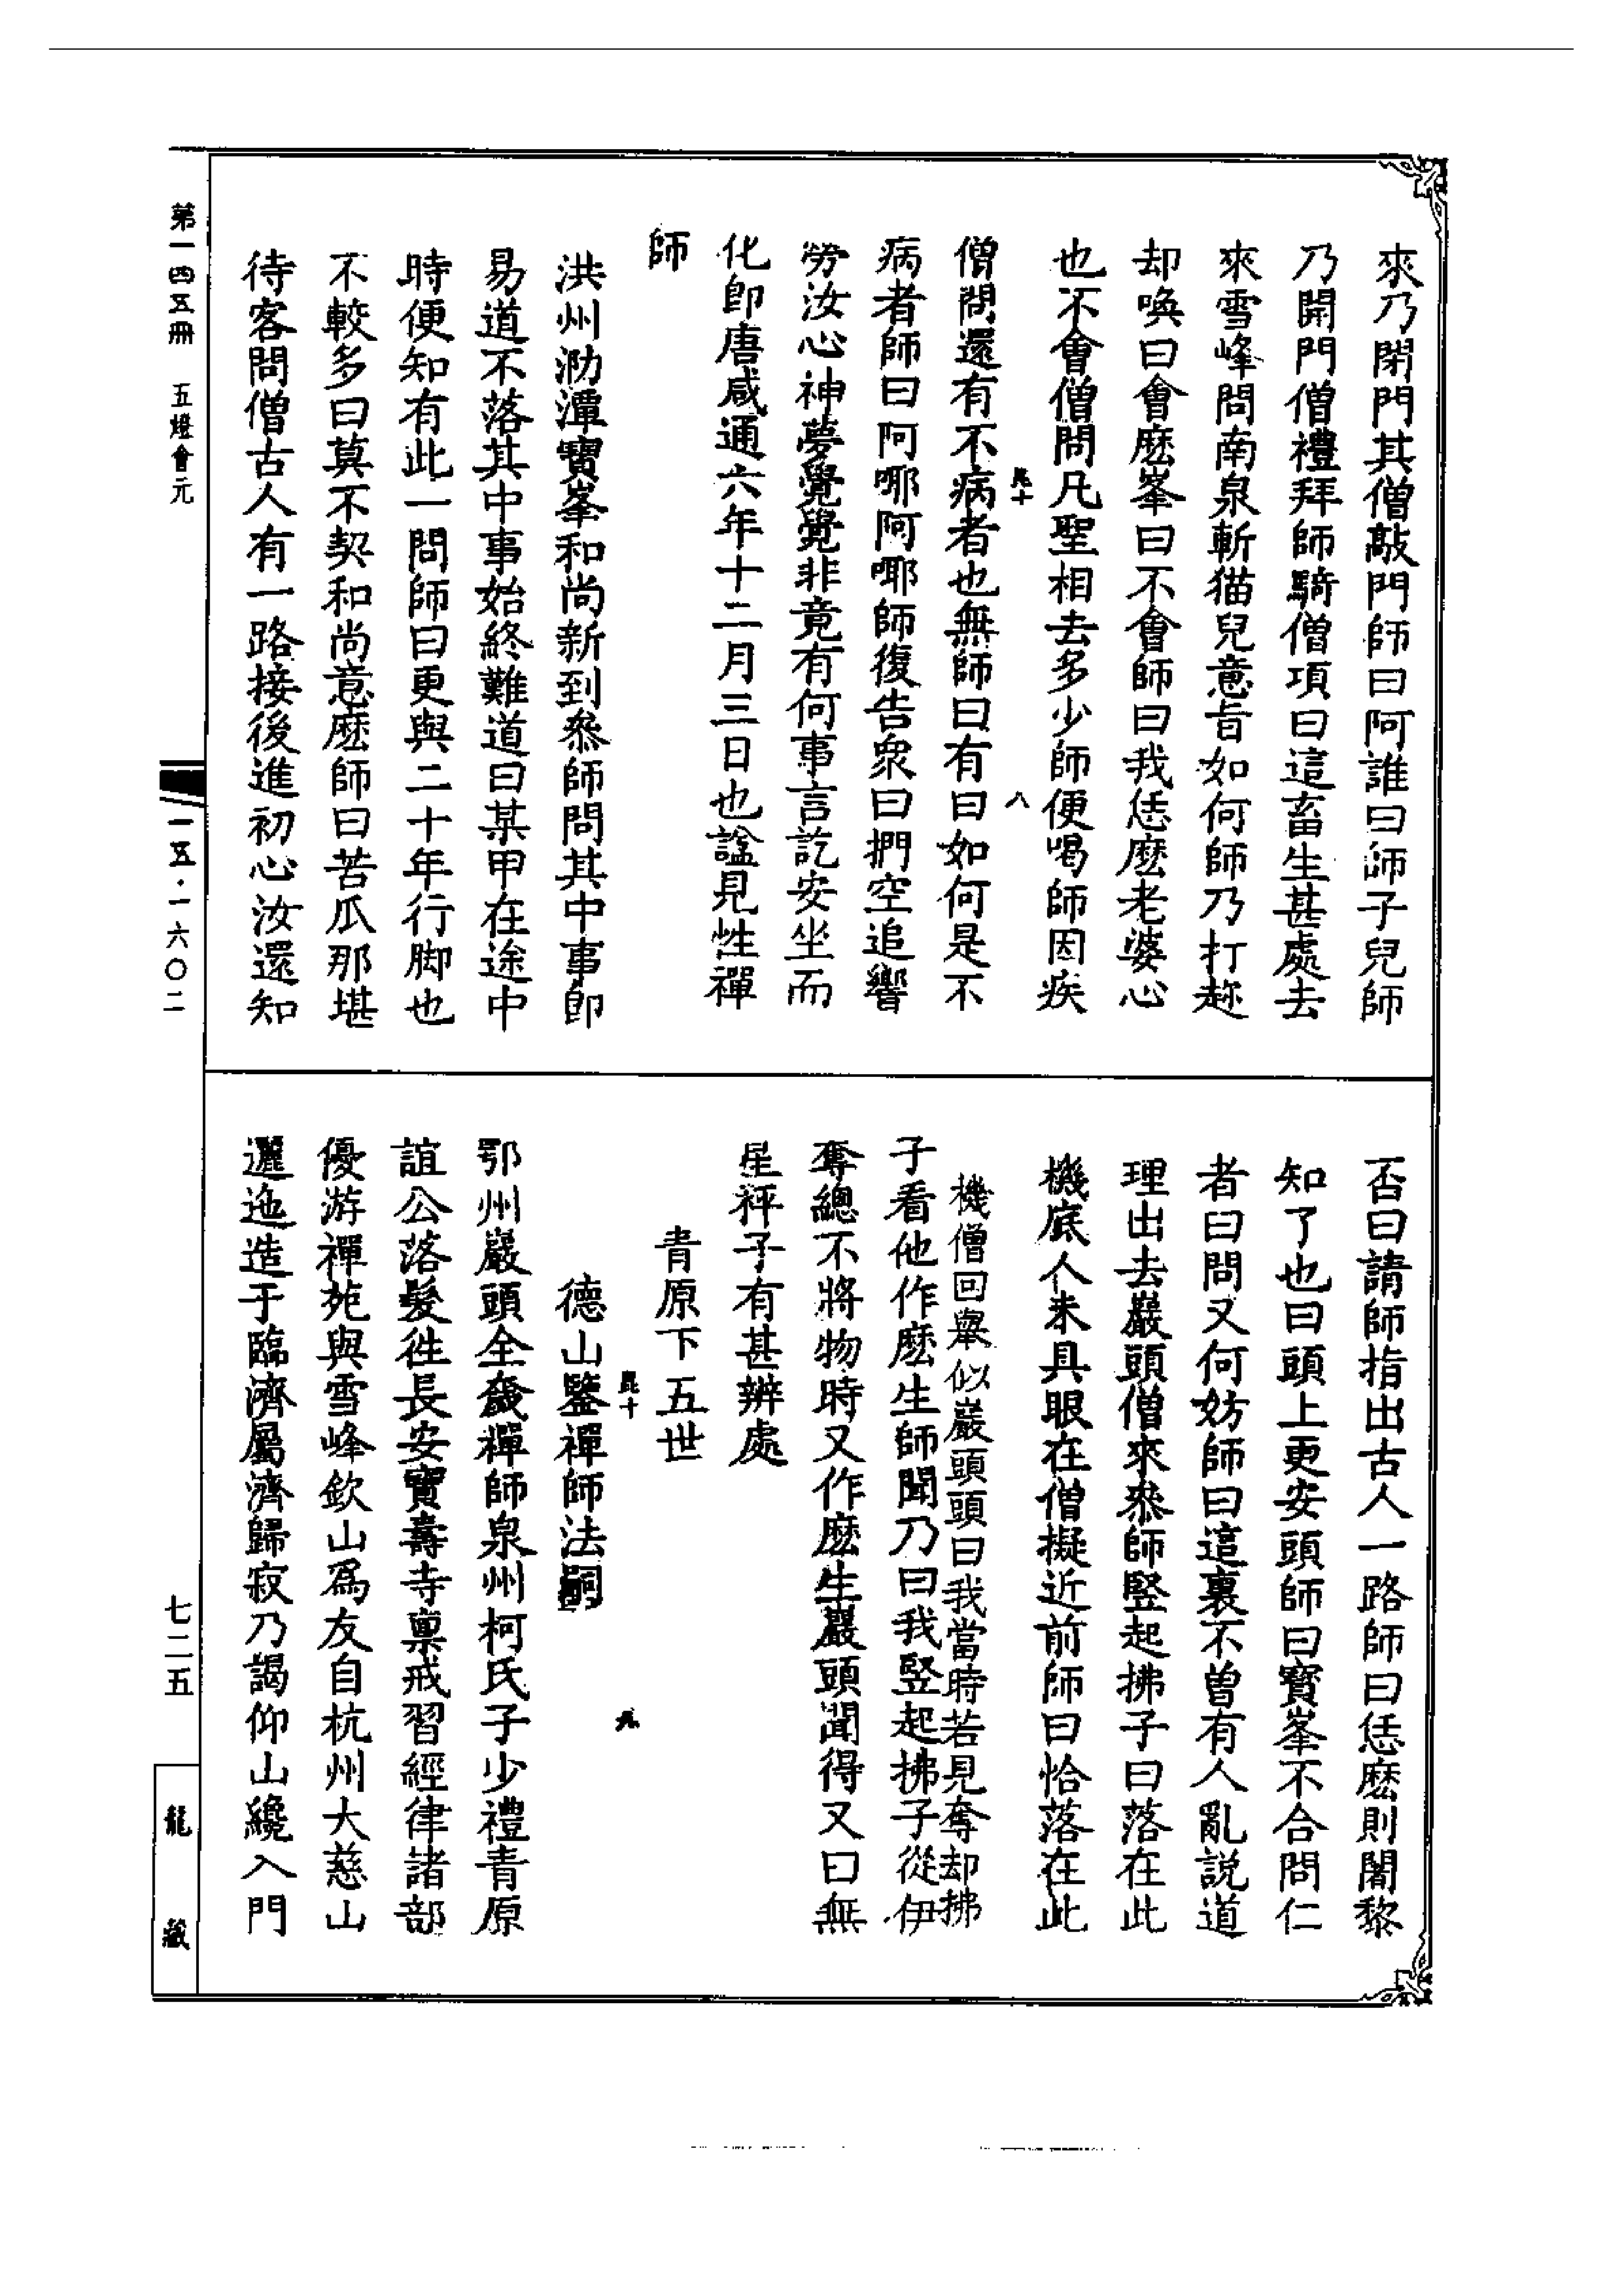 來乃閉門其僧敲門師曰阿誰曰師子兒師
乃開門僧禮拜師騎僧項曰這畜生甚處去
來雪峰問南泉斬猫兒意旨如何師乃打趂
却喚曰會麽峯曰不會師曰我恁麽老婆心
也不會僧問凡聖相去多少師便喝師因疾
昆十
八
僧問還有不病者也無師曰有曰如何是不
病者師曰阿哪阿哪師復告衆曰捫空追響
勞汝心神夢覺覺非竟有何事言訖安坐而
化卽唐咸通六年十二月三日也諡見性禪
師
洪州泐潭寶峯和尚新到叅師問其中事卽
易道不落其中事始終難道曰某甲在途中
時便知有此一問師曰更與二十年行脚也
不較多曰莫不契和尚意麽師曰苦瓜那堪
待客問僧古人有一路接後進初心汝還知
否曰請師指出古人一路師曰恁麽則闍黎
知了也曰頭上更安頭師曰寶峯不合問仁
者曰問又何妨師曰這裏不曾有人亂説道
理出去巖頭僧來叅師竪起拂子曰落在此
機底人未具眼在僧擬近前師曰恰落在此
機僧回舉似巖頭頭曰我當時若見奪却拂
子看他作麽生師聞乃曰我竪起拂子從伊
奪總不將物時又作麽生巖頭聞得又曰無
星秤子有甚辨處
青原下五世
昆十
九
德山鑒禪師法嗣
鄂州巖頭全奯禪師泉州柯氏子少禮青原
誼公落髮徃長安寶壽寺禀戒習經律諸部
優游禪苑與雪峰欽山爲友自杭州大慈山
邐迤造于臨濟屬濟歸寂乃謁仰山纔入門
第一四五冊 五燈會元
一五·一六〇二
七二五
龍藏